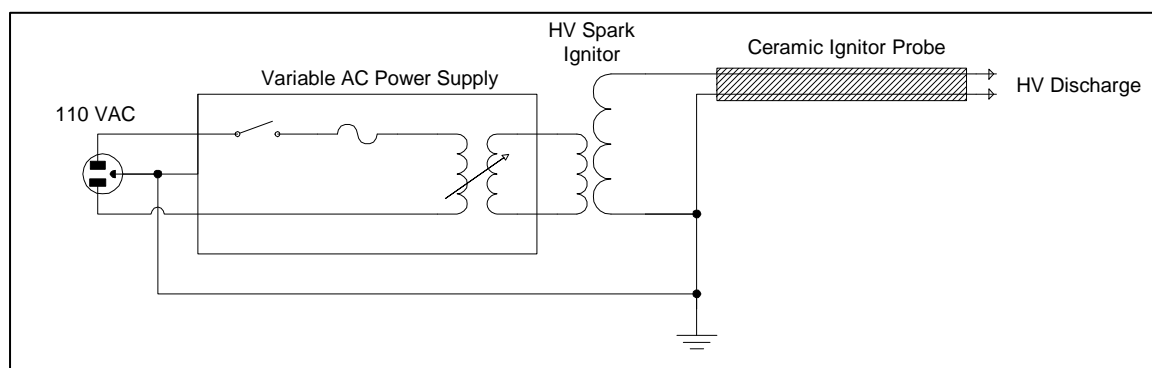 HV Spark
Ignitor
Ceramic Ignitor Probe
Variable AC Power Supply
HV Discharge
110 VAC